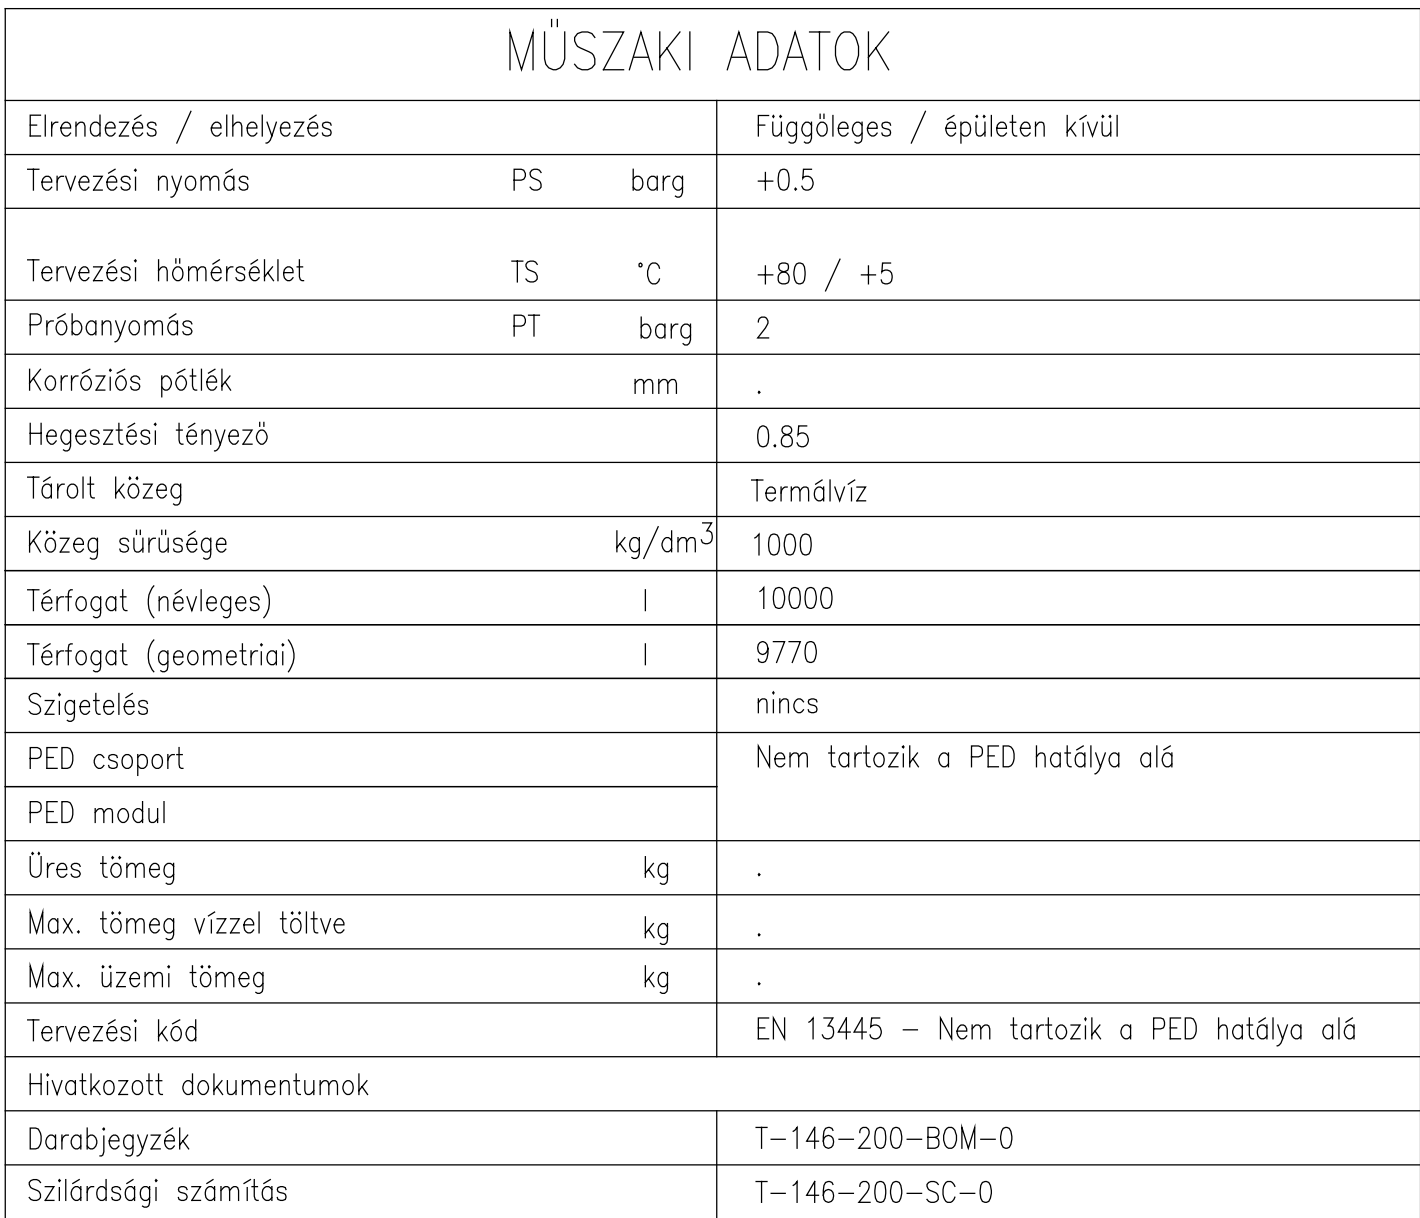 MŰSZAKI ADATOK
Elrendezés / elhelyezés Függőleges / épületen kívül
Tervezési nyomás PS barg +0.5
Tervezési hőmérséklet TS °C +80 / +5
Próbanyomás PT barg 2
Korróziós pótlék mm .
Hegesztési tényező 0.85
Tárolt közeg Termálvíz
Közeg sűrűsége kg/dm³ 1000
Térfogat (névleges) l 10000
Térfogat (geometriai) l 9770
Szigetelés nincs
PED csoport Nem tartozik a PED hatálya alá
PED modul
Üres tömeg kg .
Max. tömeg vízzel töltve kg .
Max. üzemi tömeg kg .
Tervezési kód EN 13445 – Nem tartozik a PED hatálya alá
Hivatkozott dokumentumok
Darabjegyzék T–146–200–BOM–0
Szilárdsági számítás T–146–200–SC–0